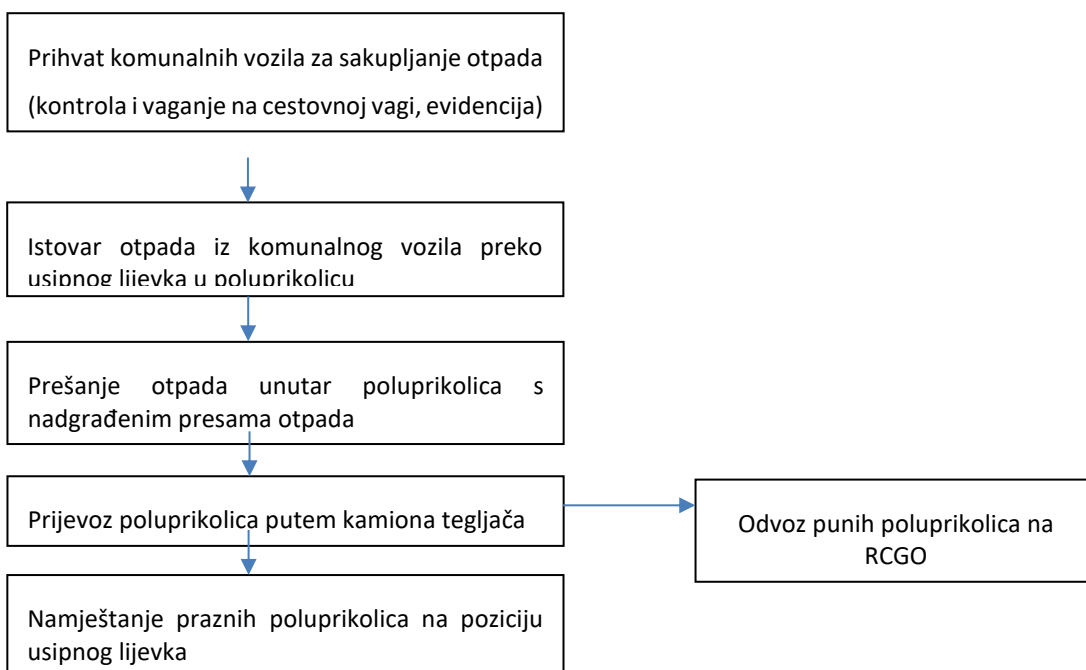 Prihvat komunalnih vozila za sakupljanje otpada
(kontrola i vaganje na cestovnoj vagi, evidencija)
Istovar otpada iz komunalnog vozila preko
usipnog lijevka u poluprikolicu
Prešanje otpada unutar poluprikolica s
nadgrađenim presama otpada
Prijevoz poluprikolica putem kamiona tegljača
Odvoz punih poluprikolica na
RCGO
Namještanje praznih poluprikolica na poziciju
usipnog lijevka